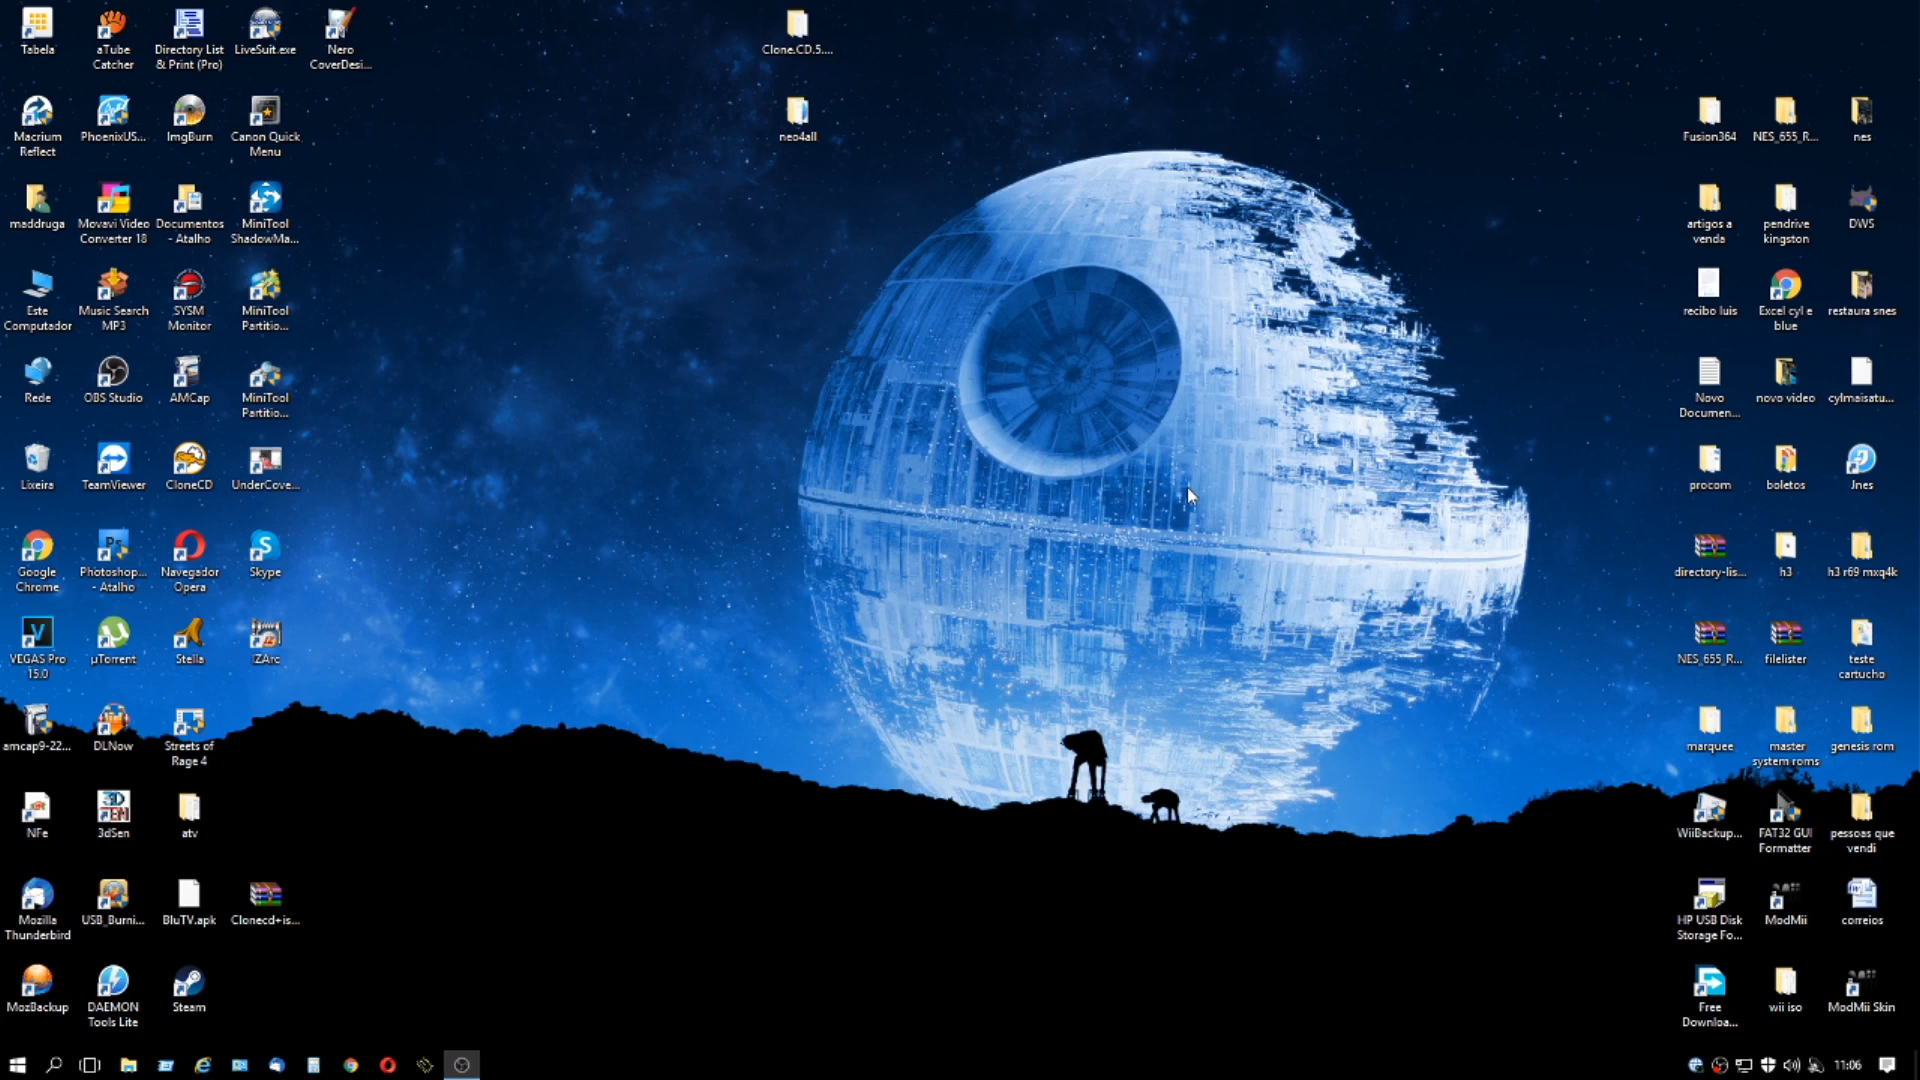 Tabela
aTube
Catcher
Directory List
& Print (Pro)
LiveSuit.exe
Nero
CoverDesi...
Clone.CD.5....
Macrium
Reflect
PhoenixUS...
ImgBurn
Canon Quick
Menu
neo4all
Fusion364
NES_655_R...
nes
maddruga
Movavi Video
Converter 18
Documentos
- Atalho
MiniTool
ShadowMa...
artigos a
venda
pendrive
kingston
DWS
Este
Computador
Music Search
MP3
SYSM
Monitor
MiniTool
Partitio...
recibo luis
Excel cyl e
blue
restaura snes
Rede
OBS Studio
AMCap
MiniTool
Partitio...
Novo
Documen...
novo video
cylmaisatu...
Lixeira
TeamViewer
CloneCD
UnderCove...
procom
boletos
Jnes
Google
Chrome
Photoshop...
- Atalho
Navegador
Opera
Skype
directory-lis...
h3
h3 r69 mxq4k
VEGAS Pro
15.0
µTorrent
Stella
IZArc
NES_655_R...
filelister
teste
cartucho
amcap9-22...
DLNow
Streets of
Rage 4
marquee
master
system roms
genesis rom
NFe
3dSen
atv
WiiBackup...
FAT32 GUI
Formatter
pessoas que
vendi
Mozilla
Thunderbird
USB_Burni...
BluTV.apk
Clonecd+is...
HP USB Disk
Storage Fo...
ModMii
correios
MozBackup
DAEMON
Tools Lite
Steam
Free
Downloa...
wii iso
ModMii Skin
11:06